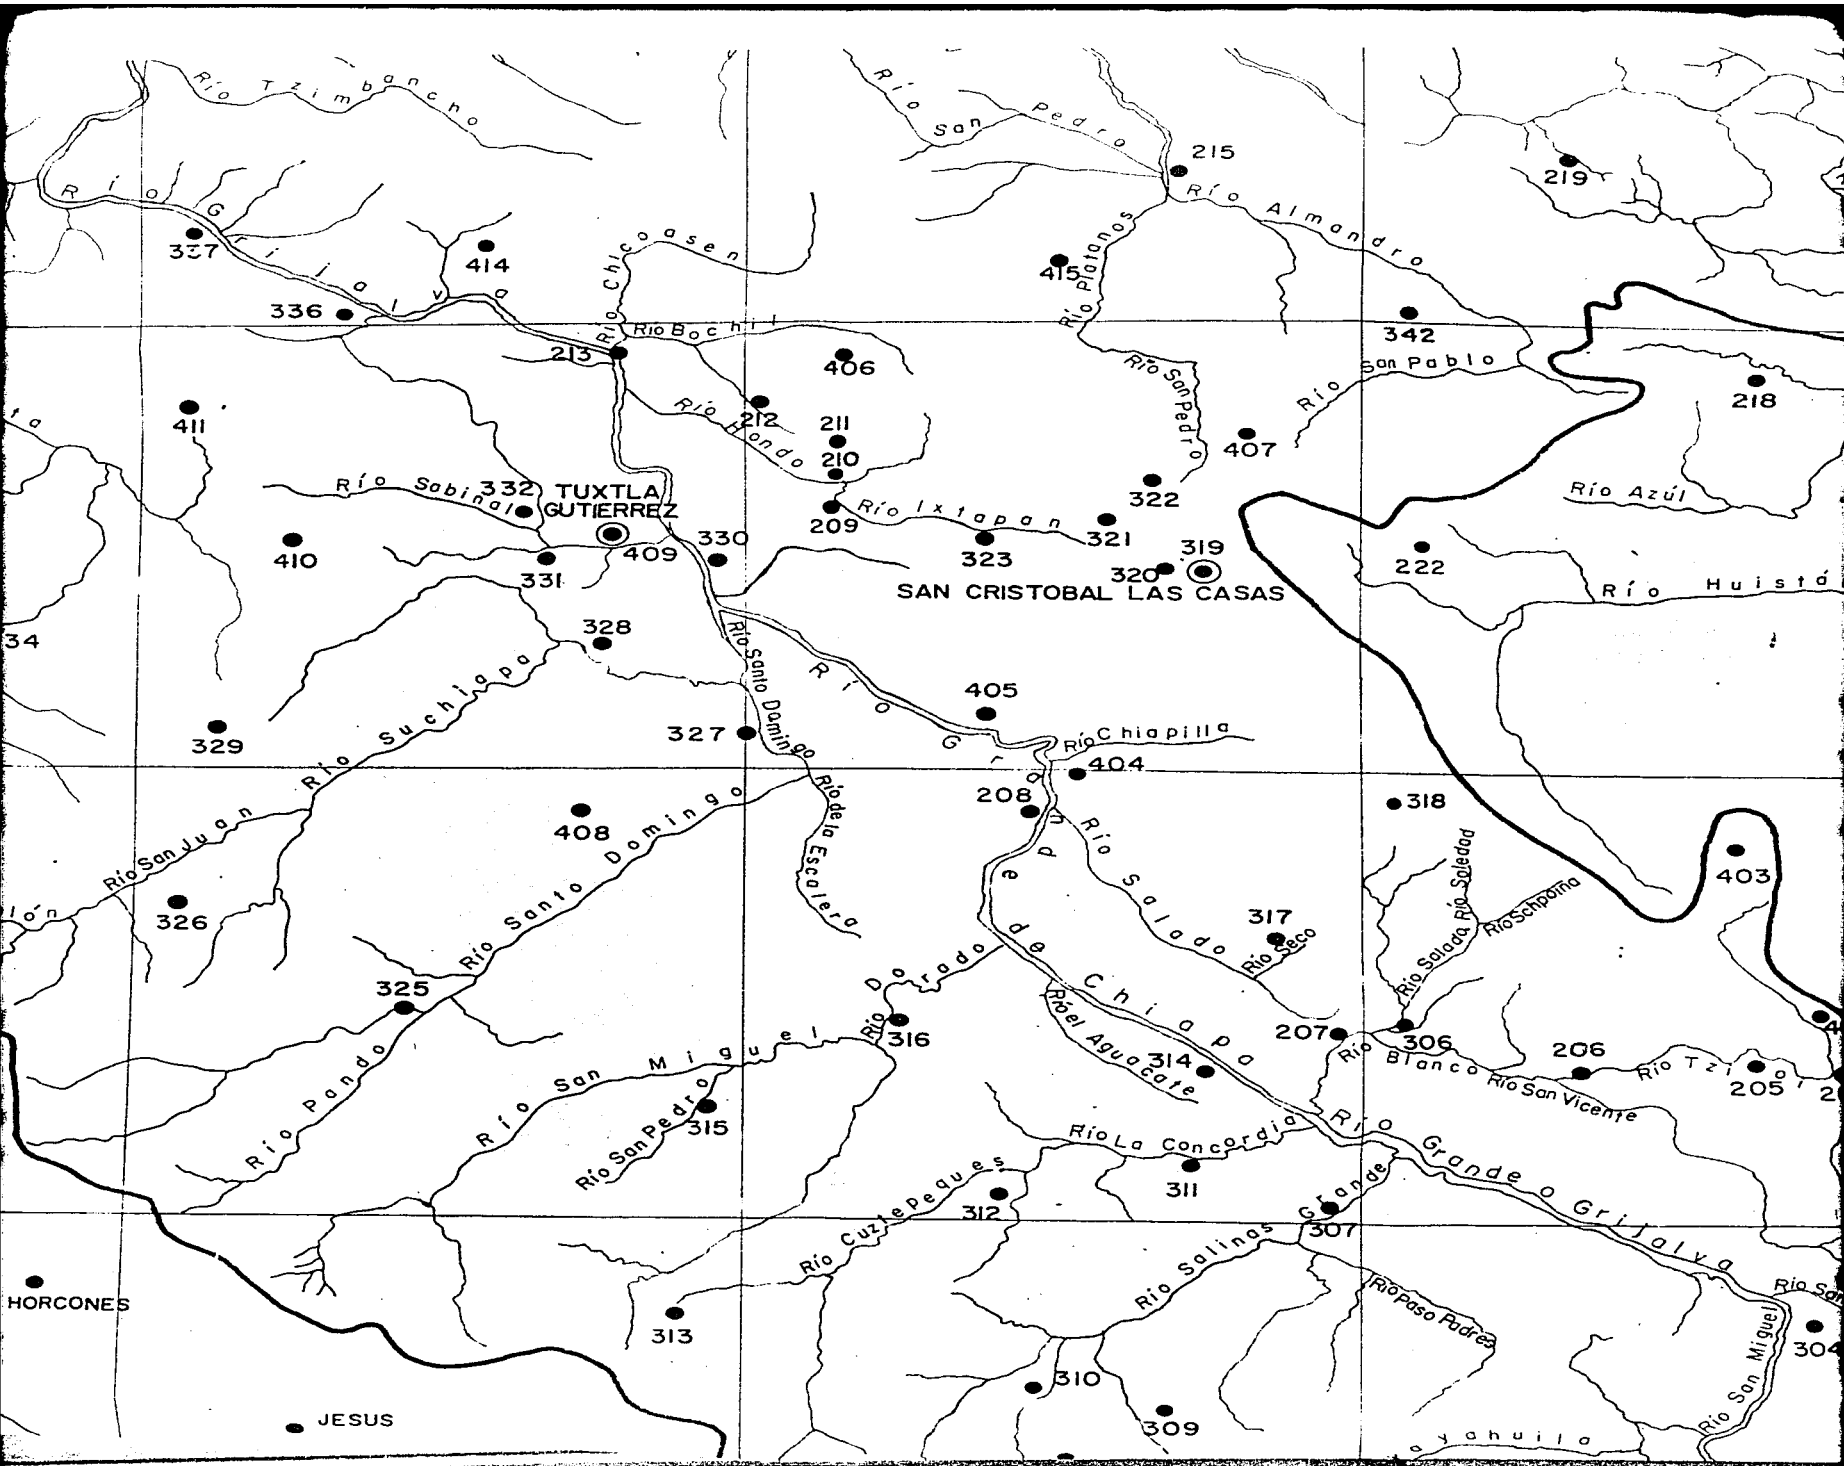 Río Tzimbancho
Río San Pedro
215
219
Río Grijalva
337
414
Río Chicoasen
415
Río Platanos
Río Almandro
336
213
Río Bochil
406
342
411
212
Río Hondo
211
210
Río San Pedro
407
Río San Pablo
218
Río Sabinal
332
TUXTLA
GUTIERREZ
409
209
Río Ixtapan
322
321
Río Azúl
410
331
330
323
320
319
SAN CRISTOBAL LAS CASAS
222
Río Huistá
34
328
Río Santo Domingo
Río Suchiapa
405
329
327
Río Grande de Chiapa
Río Chiapilla
404
208
318
408
Río de la Escalera
Río San Juan
Río Salado
403
lón
326
Río Santo Domingo
317
Río Seco
Río Salado
Río Soledad
Río Schpoina
325
Río Dorado
316
Río el Aguacate
314
207
306
Río Blanco
206
205
Río San Vicente
Río Pando
Río San Miguel
315
Río San Pedro
Río La Concordia
311
Río Grande o Grijalva
312
Río Cuztepeques
307
Río Salinas Grande
HORCONES
313
Río Paso Padres
Río San
304
Río San Miguel
310
309
JESUS
ayahuila